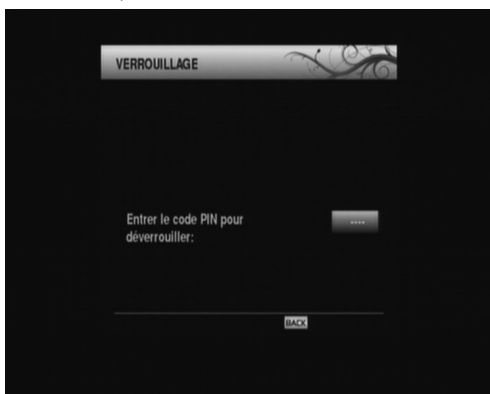 VERROUILLAGE
Entrer le code PIN pour
déverrouiller:
----
BACK